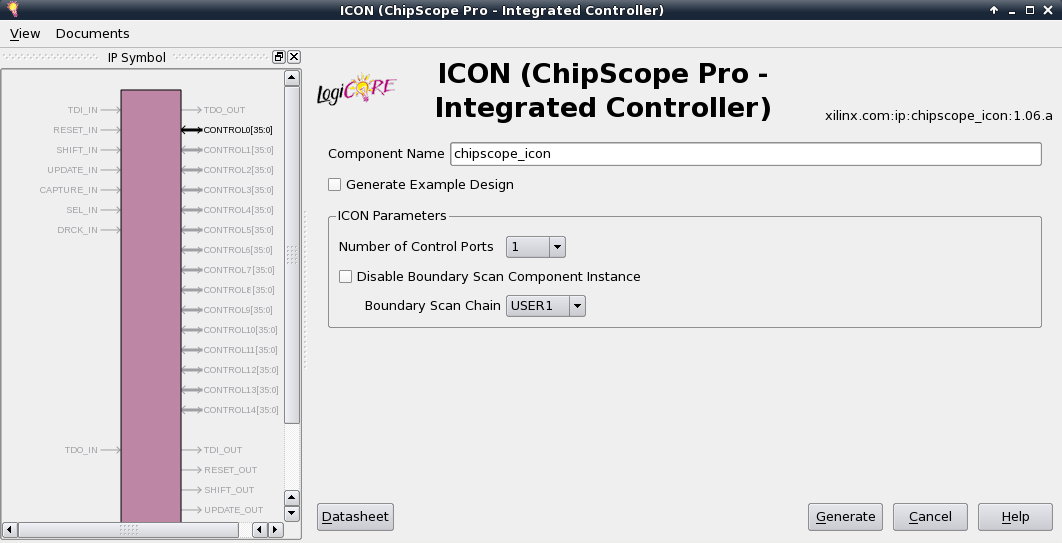 ICON (ChipScope Pro - Integrated Controller)
View Documents
IP Symbol
TDI_IN TDO_OUT
RESET_IN CONTROL0[35:0]
SHIFT_IN CONTROL1[35:0]
UPDATE_IN CONTROL2[35:0]
CAPTURE_IN CONTROL3[35:0]
SEL_IN CONTROL4[35:0]
DRCK_IN CONTROL5[35:0]
CONTROL6[35:0]
CONTROL7[35:0]
CONTROL8[35:0]
CONTROL9[35:0]
CONTROL10[35:0]
CONTROL11[35:0]
CONTROL12[35:0]
CONTROL13[35:0]
CONTROL14[35:0]
TDO_IN TDI_OUT
RESET_OUT
SHIFT_OUT
UPDATE_OUT
LogiCORE
ICON (ChipScope Pro -
Integrated Controller)
xilinx.com:ip:chipscope_icon:1.06.a
Component Name chipscope_icon
Generate Example Design
ICON Parameters
Number of Control Ports 1
Disable Boundary Scan Component Instance
Boundary Scan Chain USER1
Datasheet Generate Cancel Help